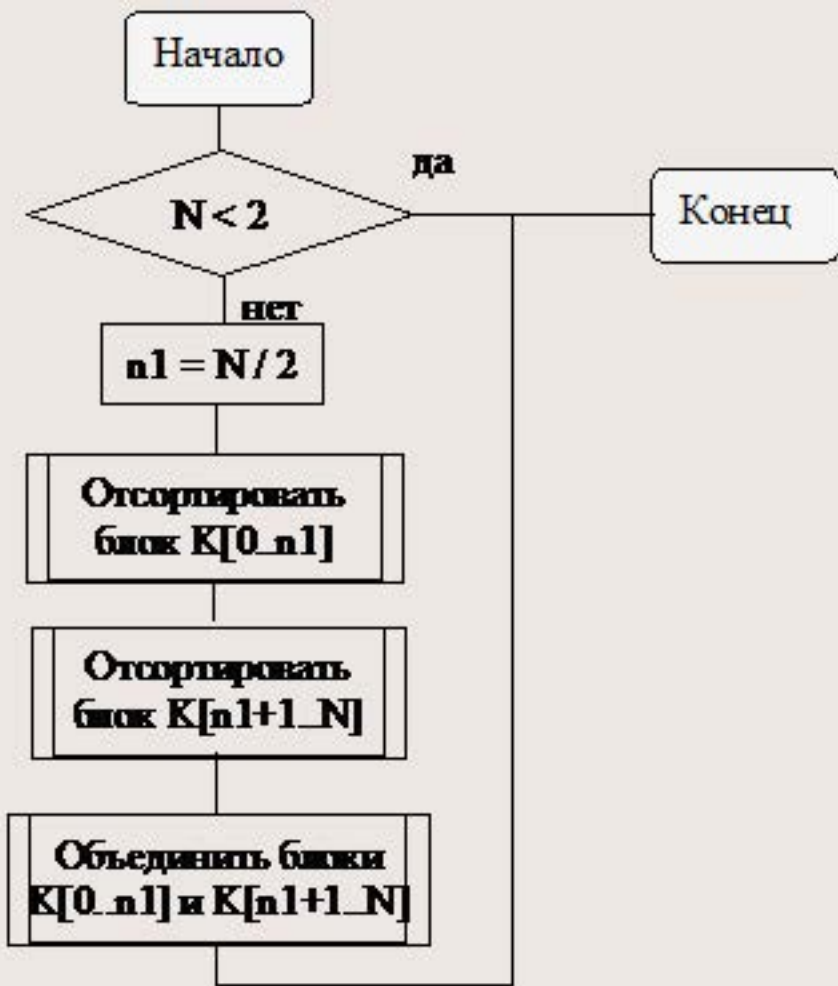 Начало
да
N < 2
Конец
нет
n1 = N / 2
Отсортировать
блок K[0..n1]
Отсортировать
блок K[n1+1..N]
Объединить блоки
K[0..n1] и K[n1+1..N]